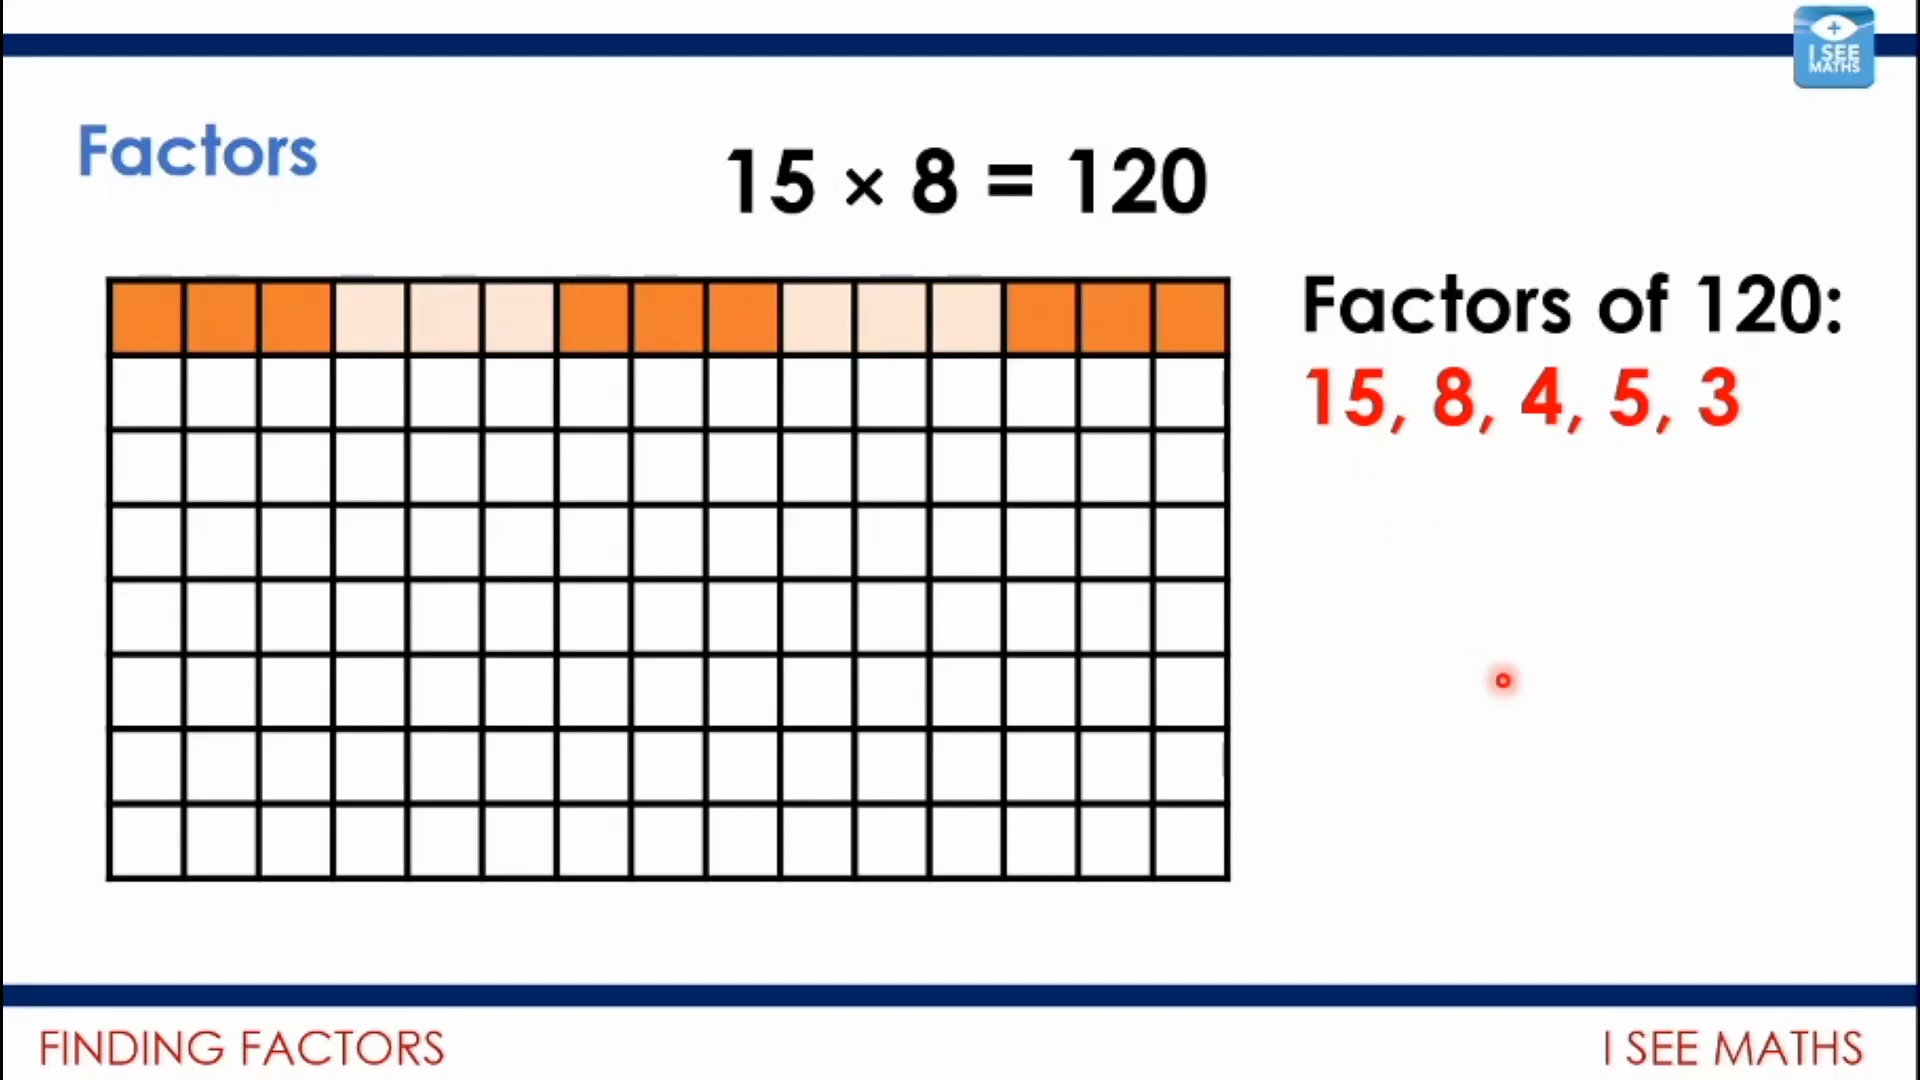 I SEE
MATHS
Factors
15 × 8 = 120
Factors of 120:
15, 8, 4, 5, 3
FINDING FACTORS
I SEE MATHS